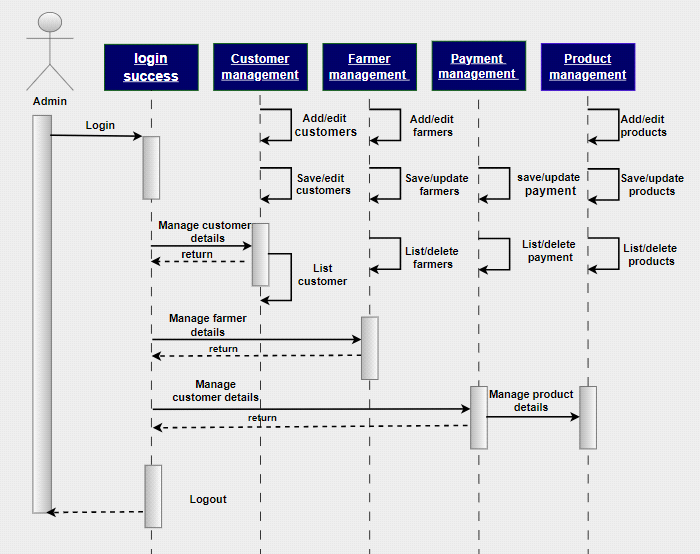 login
success
Customer
management
Farmer
management
Payment
management
Product
management
Admin
Login
Add/edit
customers
Add/edit
farmers
Add/edit
products
Save/edit
customers
Save/update
farmers
save/update
payment
Save/update
products
Manage customer
details
return
List
customer
List/delete
farmers
List/delete
payment
List/delete
products
Manage farmer
details
return
Manage
customer details
return
Manage product
details
Logout